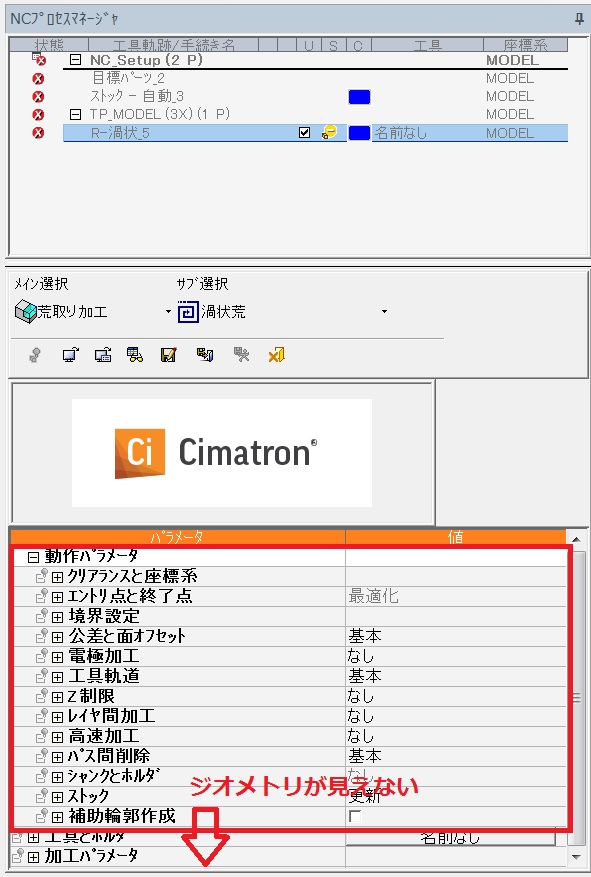 NCプロセスマネージャ
状態 工具軌跡/手続き名 U S C 工具 座標系
NC_Setup (2 P) MODEL
目標パーツ_2 MODEL
ストック - 自動_3 MODEL
TP_MODEL (3X) (1 P) MODEL
R-渦状_5 名前なし MODEL
メイン選択 サブ選択
荒取り加工 渦状荒
Ci Cimatron®
パラメータ 値
動作パラメータ
クリアランスと座標系
エントリ点と終了点 最適化
境界設定
公差と面オフセット 基本
電極加工 なし
工具軌道 基本
Z制限 なし
レイヤ間加工 なし
高速加工 なし
パス間削除 基本
シャンクとホルダ なし
ジオメトリが見えない
ストック 更新
補助輪郭作成
工具とホルダ 名前なし
加工パラメータ